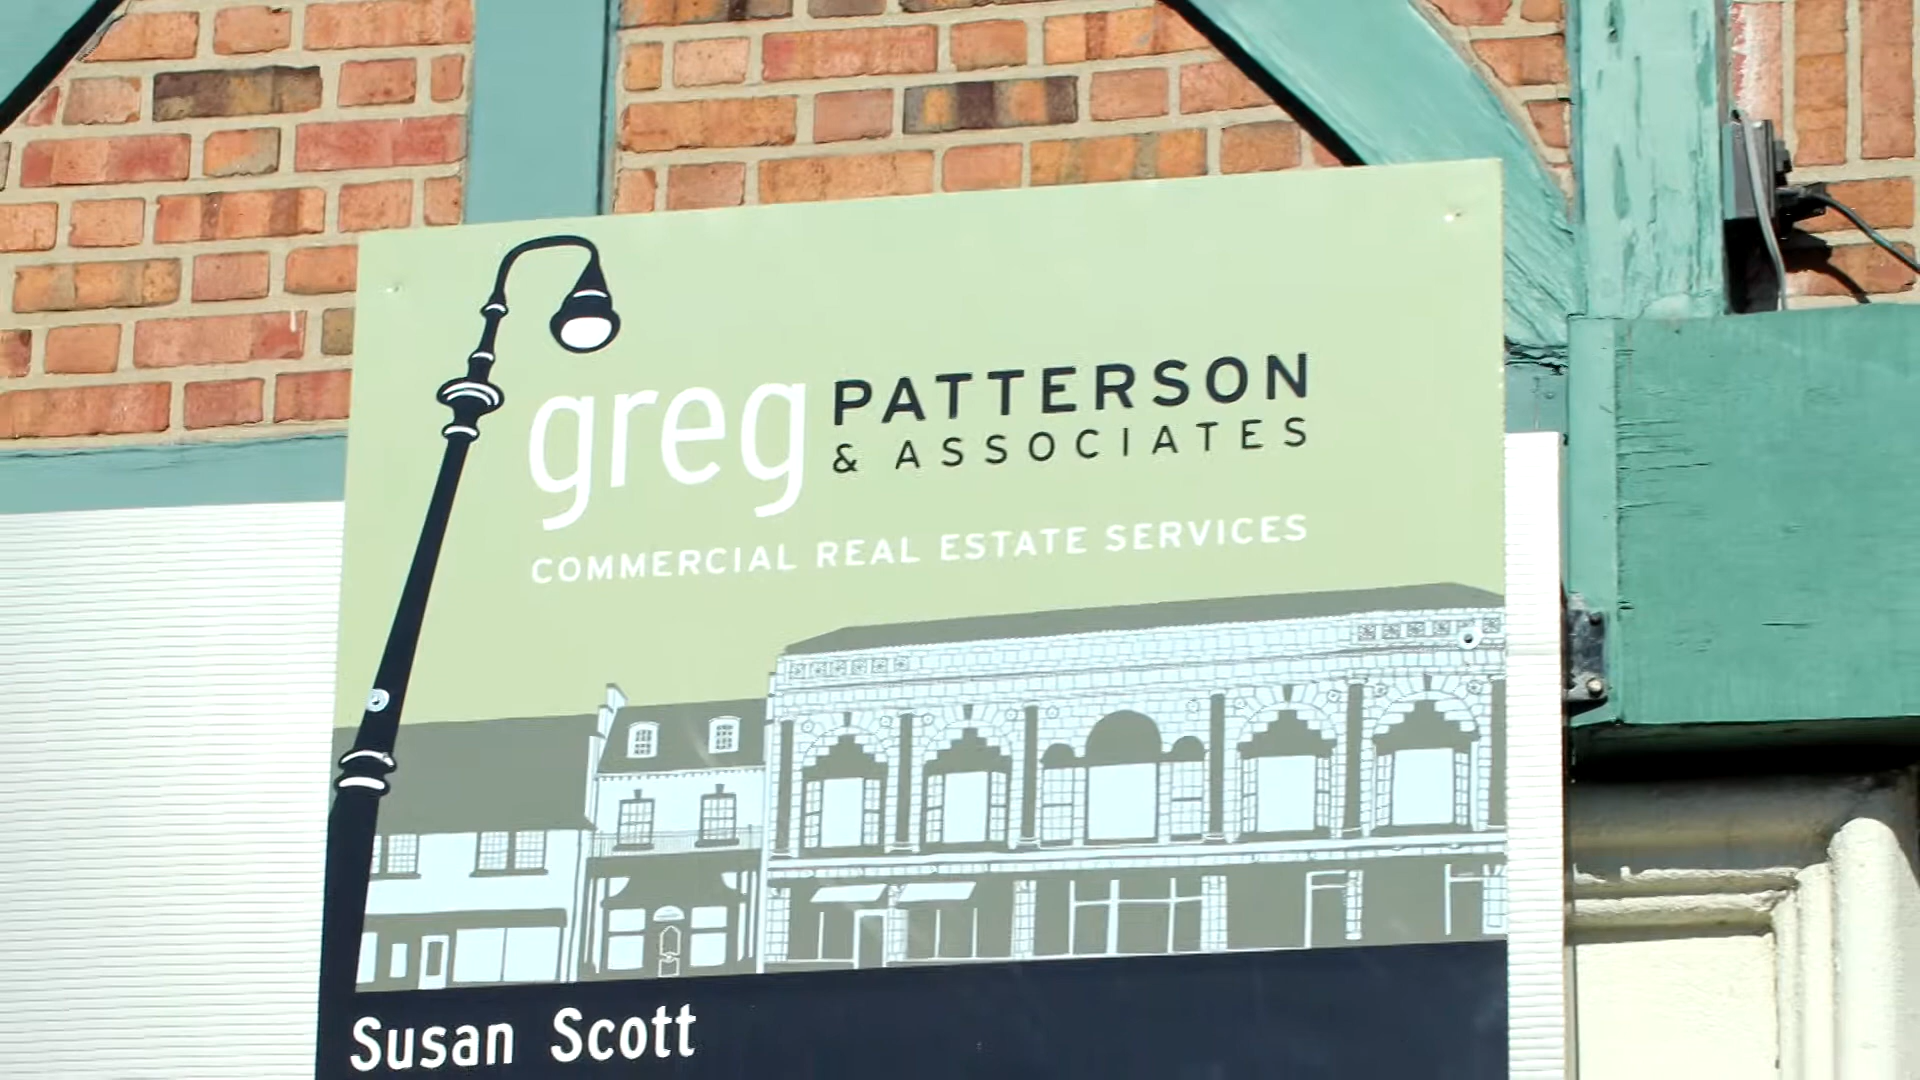 greg PATTERSON
& ASSOCIATES
COMMERCIAL REAL ESTATE SERVICES
Susan Scott